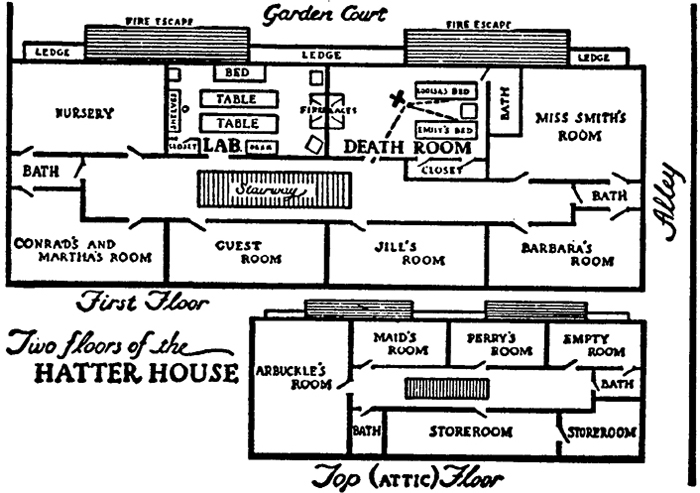 Garden Court
FIRE ESCAPE
FIRE ESCAPE
LEDGE
LEDGE
LEDGE
NURSERY
BED
TABLE
TABLE
SHELVES
CLOSET
LAB.
DESK
FIREPLACES
LOUISA'S BED
EMILY'S BED
DEATH ROOM
CLOSET
BATH
MISS SMITH'S
ROOM
BATH
Stairway
BATH
Alley
CONRAD'S AND
MARTHA'S ROOM
GUEST
ROOM
JILL'S
ROOM
BARBARA'S
ROOM
First Floor
Two floors of the
HATTER HOUSE
ARBUCKLE'S
ROOM
MAID'S
ROOM
PERRY'S
ROOM
EMPTY
ROOM
BATH
BATH
STOREROOM
STOREROOM
Top (ATTIC) Floor